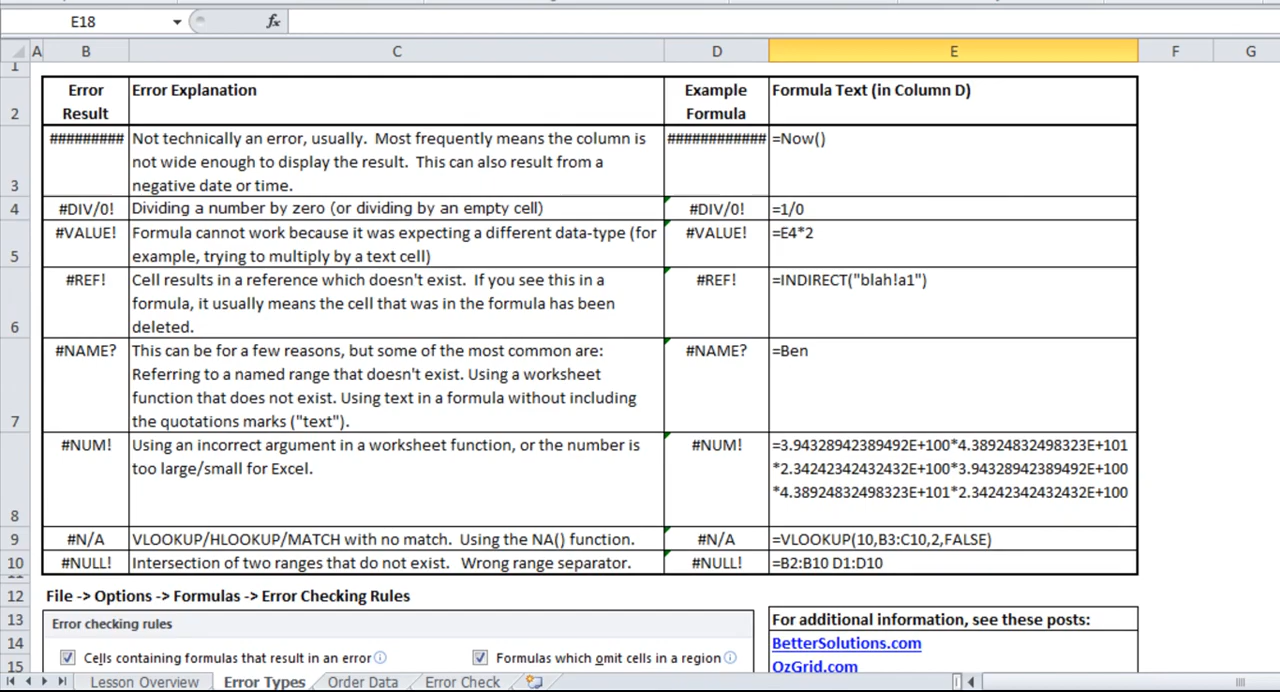 E18
fx
A B C D E F G
1
2 Error Result Error Explanation Example Formula Formula Text (in Column D)
3 ######### Not technically an error, usually. Most frequently means the column is ############ =Now()
not wide enough to display the result. This can also result from a
negative date or time.
4 #DIV/0! Dividing a number by zero (or dividing by an empty cell) #DIV/0! =1/0
5 #VALUE! Formula cannot work because it was expecting a different data-type (for #VALUE! =E4*2
example, trying to multiply by a text cell)
6 #REF! Cell results in a reference which doesn't exist. If you see this in a #REF! =INDIRECT("blah!a1")
formula, it usually means the cell that was in the formula has been
deleted.
7 #NAME? This can be for a few reasons, but some of the most common are: #NAME? =Ben
Referring to a named range that doesn't exist. Using a worksheet
function that does not exist. Using text in a formula without including
the quotations marks ("text").
8 #NUM! Using an incorrect argument in a worksheet function, or the number is #NUM! =3.94328942389492E+100*4.38924832498323E+101
too large/small for Excel. *2.34242342432432E+100*3.94328942389492E+100
*4.38924832498323E+101*2.34242342432432E+100
9 #N/A VLOOKUP/HLOOKUP/MATCH with no match. Using the NA() function. #N/A =VLOOKUP(10,B3:C10,2,FALSE)
10 #NULL! Intersection of two ranges that do not exist. Wrong range separator. #NULL! =B2:B10 D1:D10
11
12 File -> Options -> Formulas -> Error Checking Rules
13 Error checking rules For additional information, see these posts:
14 Cells containing formulas that result in an error Formulas which omit cells in a region BetterSolutions.com
15 OzGrid.com
Lesson Overview Error Types Order Data Error Check